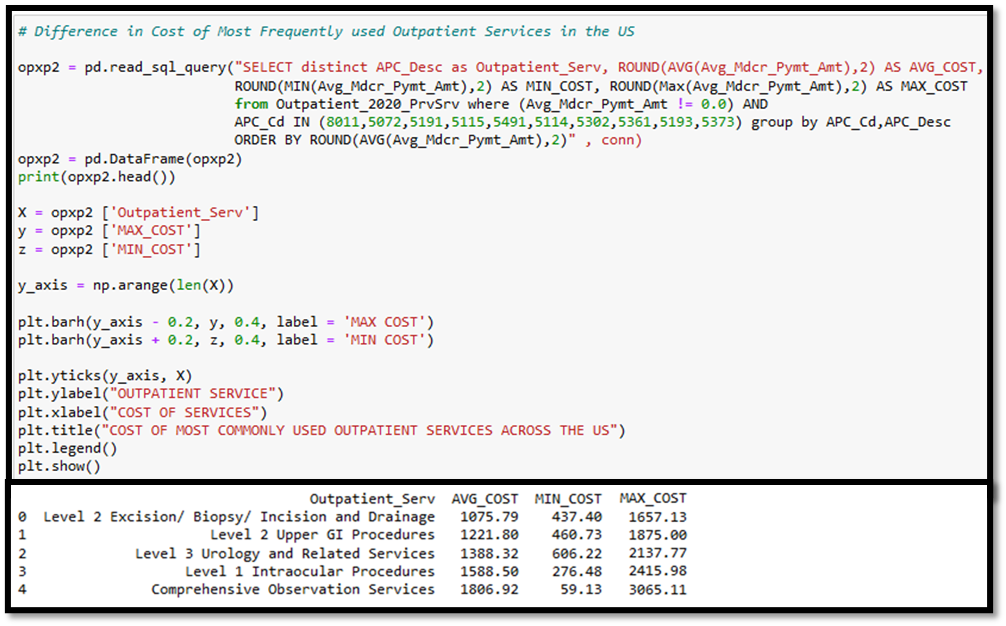 # Difference in Cost of Most Frequently used Outpatient Services in the US
opxp2 = pd.read_sql_query("SELECT distinct APC_Desc as Outpatient_Serv, ROUND(AVG(Avg_Mdcr_Pymt_Amt),2) AS AVG_COST,
ROUND(MIN(Avg_Mdcr_Pymt_Amt),2) AS MIN_COST, ROUND(Max(Avg_Mdcr_Pymt_Amt),2) AS MAX_COST
from Outpatient_2020_PrvSrv where (Avg_Mdcr_Pymt_Amt != 0.0) AND
APC_Cd IN (8011,5072,5191,5115,5491,5114,5302,5361,5193,5373) group by APC_Cd,APC_Desc
ORDER BY ROUND(AVG(Avg_Mdcr_Pymt_Amt),2)" , conn)
opxp2 = pd.DataFrame(opxp2)
print(opxp2.head())
X = opxp2 ['Outpatient_Serv']
y = opxp2 ['MAX_COST']
z = opxp2 ['MIN_COST']
y_axis = np.arange(len(X))
plt.barh(y_axis - 0.2, y, 0.4, label = 'MAX COST')
plt.barh(y_axis + 0.2, z, 0.4, label = 'MIN COST')
plt.yticks(y_axis, X)
plt.ylabel("OUTPATIENT SERVICE")
plt.xlabel("COST OF SERVICES")
plt.title("COST OF MOST COMMONLY USED OUTPATIENT SERVICES ACROSS THE US")
plt.legend()
plt.show()
Outpatient_Serv AVG_COST MIN_COST MAX_COST
0 Level 2 Excision/ Biopsy/ Incision and Drainage 1075.79 437.40 1657.13
1 Level 2 Upper GI Procedures 1221.80 460.73 1875.00
2 Level 3 Urology and Related Services 1388.32 606.22 2137.77
3 Level 1 Intraocular Procedures 1588.50 276.48 2415.98
4 Comprehensive Observation Services 1806.92 59.13 3065.11